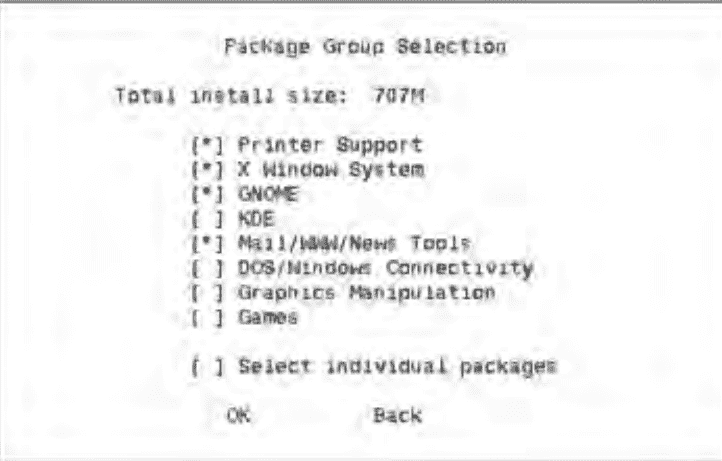 Package Group Selection
Total install size: 707M
[*] Printer Support
[*] X Window System
[*] GNOME
[ ] KDE
[*] Mail/WWW/News Tools
[ ] DOS/Windows Connectivity
[ ] Graphics Manipulation
[ ] Games
[ ] Select individual packages
OK Back